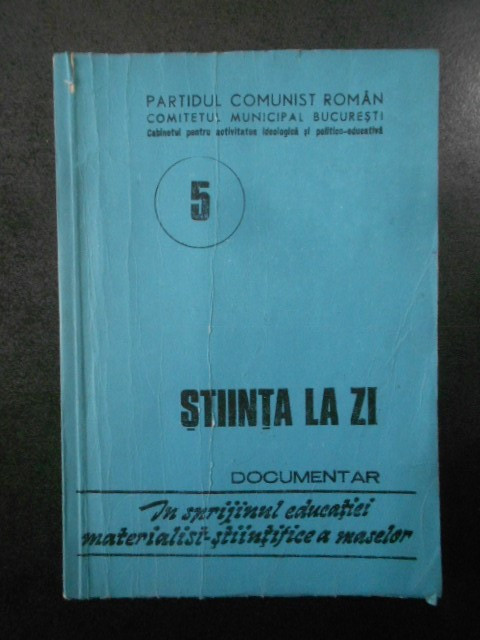 PARTIDUL COMUNIST ROMÂN
COMITETUL MUNICIPAL BUCUREȘTI
Cabinetul pentru activitatea ideologică și politico-educativă
5
ȘTIINȚA LA ZI
DOCUMENTAR
In sprijinul educației
materialist-științifice a maselor